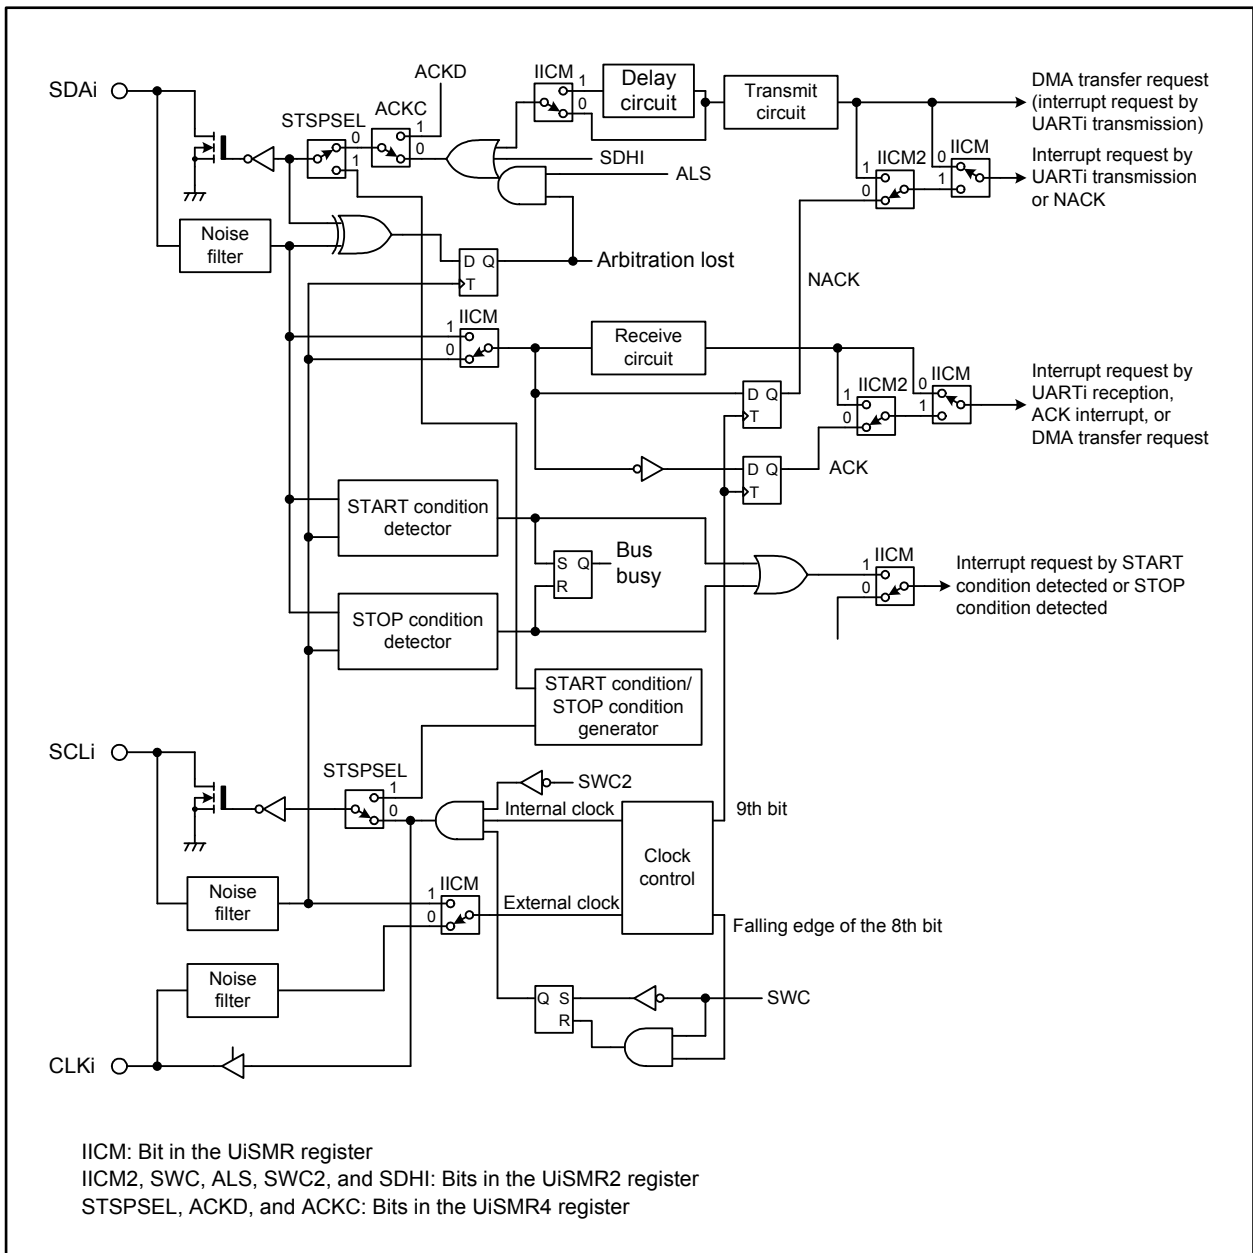 SDAi
STSPSEL
0
1
ACKC
1
0
ACKD
IICM
1
0
Delay
circuit
Transmit
circuit
SDHI
ALS
IICM2
1
0
IICM
0
1
DMA transfer request
(interrupt request by
UARTi transmission)
Interrupt request by
UARTi transmission
or NACK
Noise
filter
D Q
T
Arbitration lost
NACK
IICM
1
0
Receive
circuit
D Q
T
IICM2
1
0
IICM
0
1
Interrupt request by
UARTi reception,
ACK interrupt, or
DMA transfer request
D Q
T
ACK
START condition
detector
S Q
R
Bus
busy
STOP condition
detector
IICM
1
0
Interrupt request by START
condition detected or STOP
condition detected
START condition/
STOP condition
generator
SCLi
STSPSEL
1
0
SWC2
Internal clock
9th bit
Clock
control
Noise
filter
IICM
1
0
External clock
Falling edge of the 8th bit
Noise
filter
Q S
R
SWC
CLKi
IICM: Bit in the UiSMR register
IICM2, SWC, ALS, SWC2, and SDHI: Bits in the UiSMR2 register
STSPSEL, ACKD, and ACKC: Bits in the UiSMR4 register